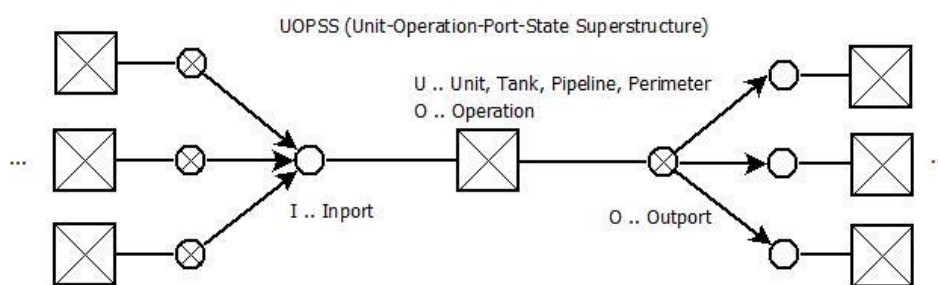 UOPSS (Unit-Operation-Port-State Superstructure)
U .. Unit, Tank, Pipeline, Perimeter
O .. Operation
...
...
I .. Inport
O .. Outport